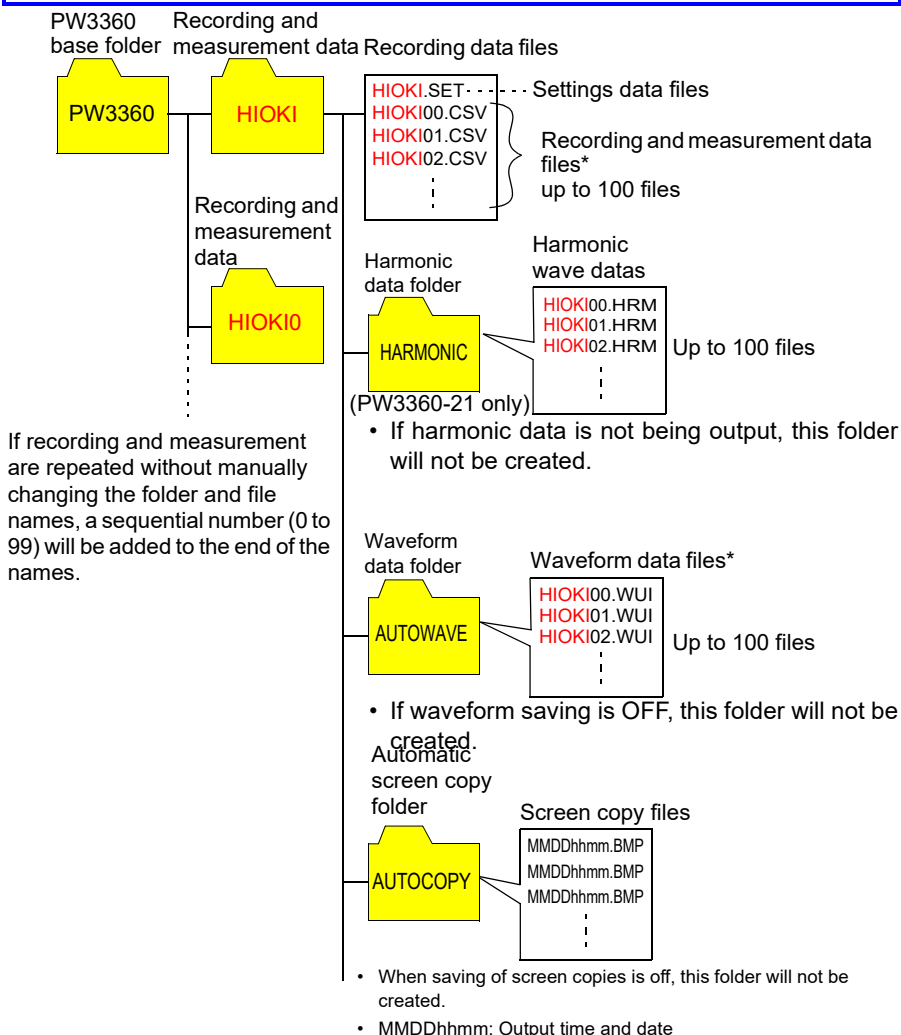 PW3360
base folder
Recording and
measurement data
Recording data files
PW3360
HIOKI
HIOKI.SET
HIOKI00.CSV
HIOKI01.CSV
HIOKI02.CSV
Settings data files
Recording and measurement data
files*
up to 100 files
Recording and
measurement
data
HIOKI0
If recording and measurement
are repeated without manually
changing the folder and file
names, a sequential number (0 to
99) will be added to the end of the
names.
Harmonic
data folder
HARMONIC
(PW3360-21 only)
Harmonic
wave datas
HIOKI00.HRM
HIOKI01.HRM
HIOKI02.HRM
Up to 100 files
• If harmonic data is not being output, this folder
will not be created.
Waveform
data folder
AUTOWAVE
Waveform data files*
HIOKI00.WUI
HIOKI01.WUI
HIOKI02.WUI
Up to 100 files
• If waveform saving is OFF, this folder will not be
created.
Automatic
screen copy
folder
AUTOCOPY
Screen copy files
MMDDhhmm.BMP
MMDDhhmm.BMP
MMDDhhmm.BMP
• When saving of screen copies is off, this folder will not be
created.
• MMDDhhmm: Output time and date